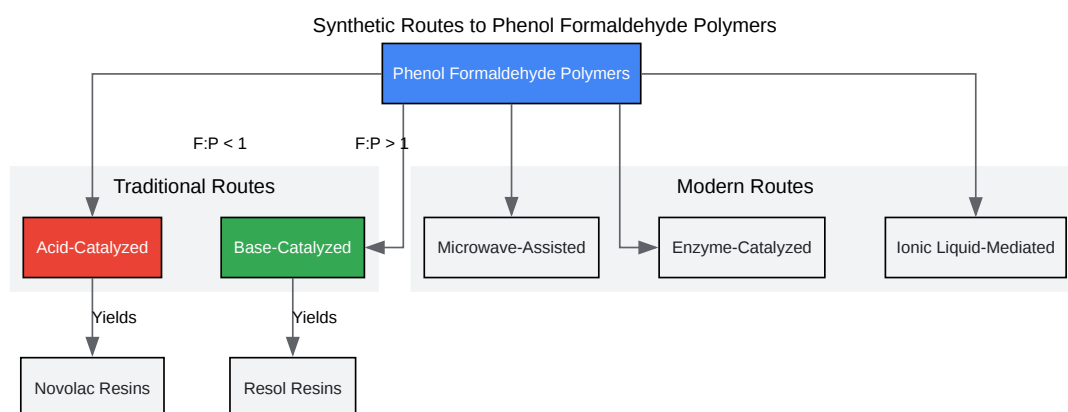 Synthetic Routes to Phenol Formaldehyde Polymers
Phenol Formaldehyde Polymers
F:P < 1
F:P > 1
Traditional Routes
Modern Routes
Acid-Catalyzed
Base-Catalyzed
Microwave-Assisted
Enzyme-Catalyzed
Ionic Liquid-Mediated
Yields
Yields
Novolac Resins
Resol Resins